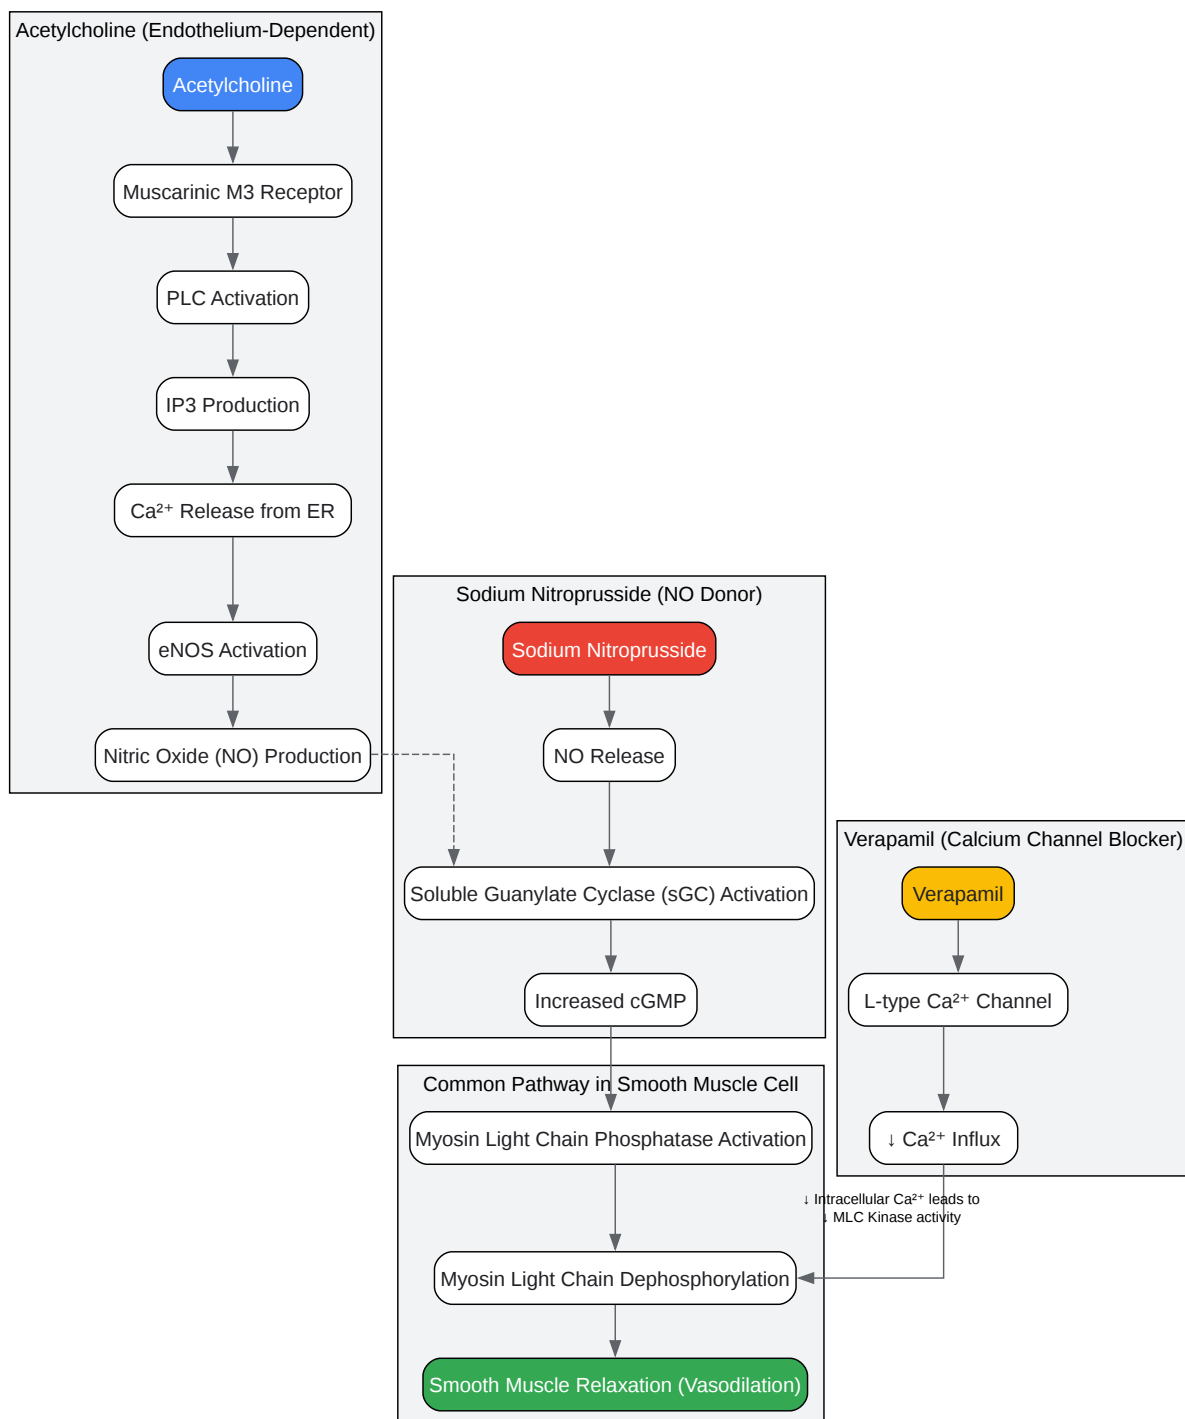 Acetylcholine (Endothelium-Dependent)
Acetylcholine
Muscarinic M3 Receptor
PLC Activation
IP3 Production
Ca²⁺ Release from ER
eNOS Activation
Nitric Oxide (NO) Production
Sodium Nitroprusside (NO Donor)
Sodium Nitroprusside
NO Release
Soluble Guanylate Cyclase (sGC) Activation
Increased cGMP
Verapamil (Calcium Channel Blocker)
Verapamil
L-type Ca²⁺ Channel
↓ Ca²⁺ Influx
↓ Intracellular Ca²⁺ leads to
↓ MLC Kinase activity
Common Pathway in Smooth Muscle Cell
Myosin Light Chain Phosphatase Activation
Myosin Light Chain Dephosphorylation
Smooth Muscle Relaxation (Vasodilation)